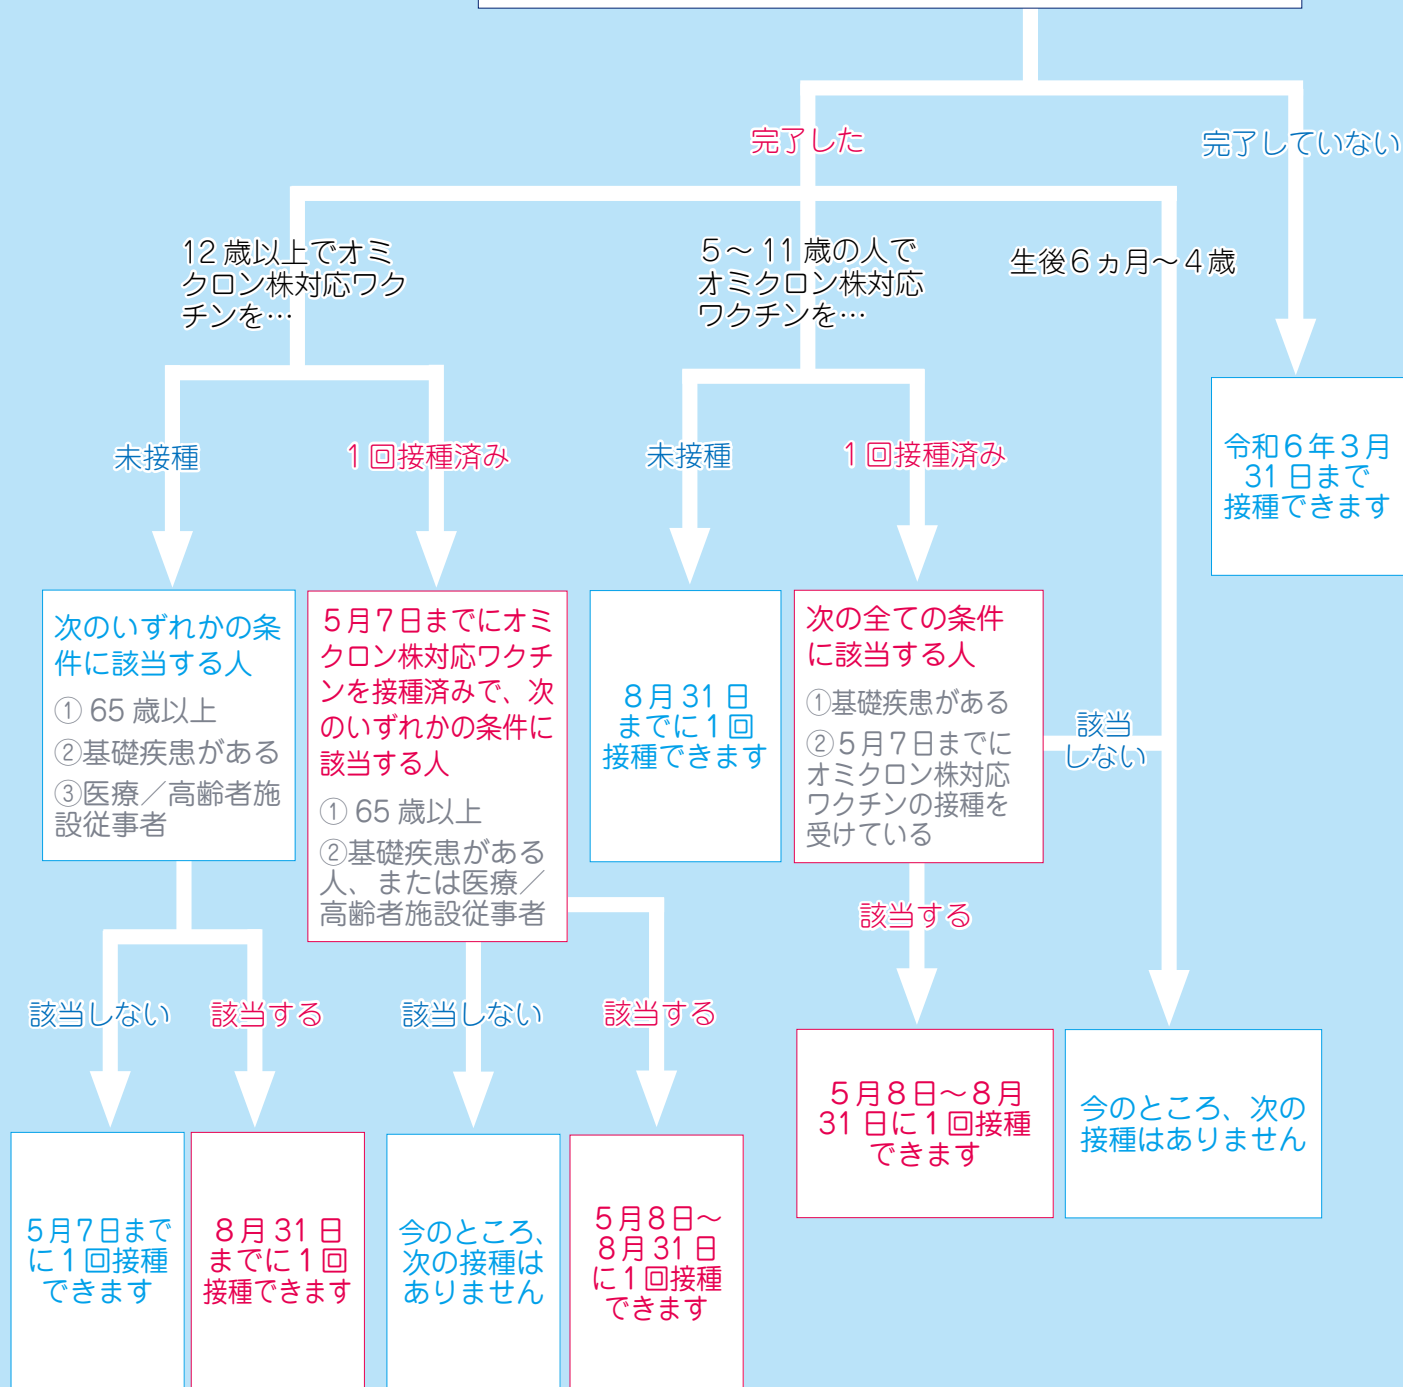 完了した
完了していない
12 歳以上でオミ
クロン株対応ワク
チンを…
5～ 11 歳の人で
オミクロン株対応
ワクチンを…
生後6ヵ月～4歳
未接種
1回接種済み
未接種
1回接種済み
令和6年3月
31 日まで
接種できます
次のいずれかの条
件に該当する人
① 65 歳以上
②基礎疾患がある
③医療／高齢者施
設従事者
5月7日までにオミ
クロン株対応ワクチ
ンを接種済みで、次
のいずれかの条件に
該当する人
① 65 歳以上
②基礎疾患がある
人、または医療／
高齢者施設従事者
8月 31 日
までに1回
接種できます
次の全ての条件
に該当する人
①基礎疾患がある
②5月7日までに
オミクロン株対応
ワクチンの接種を
受けている
該当
しない
該当する
該当しない
該当する
該当しない
該当する
5月8日～8月
31 日に1回接種
できます
今のところ、次の
接種はありません
5月7日まで
に1回接種
できます
8月 31 日
までに1回
接種できます
今のところ、
次の接種は
ありません
5月8日～
8月 31 日
に1回接種
できます